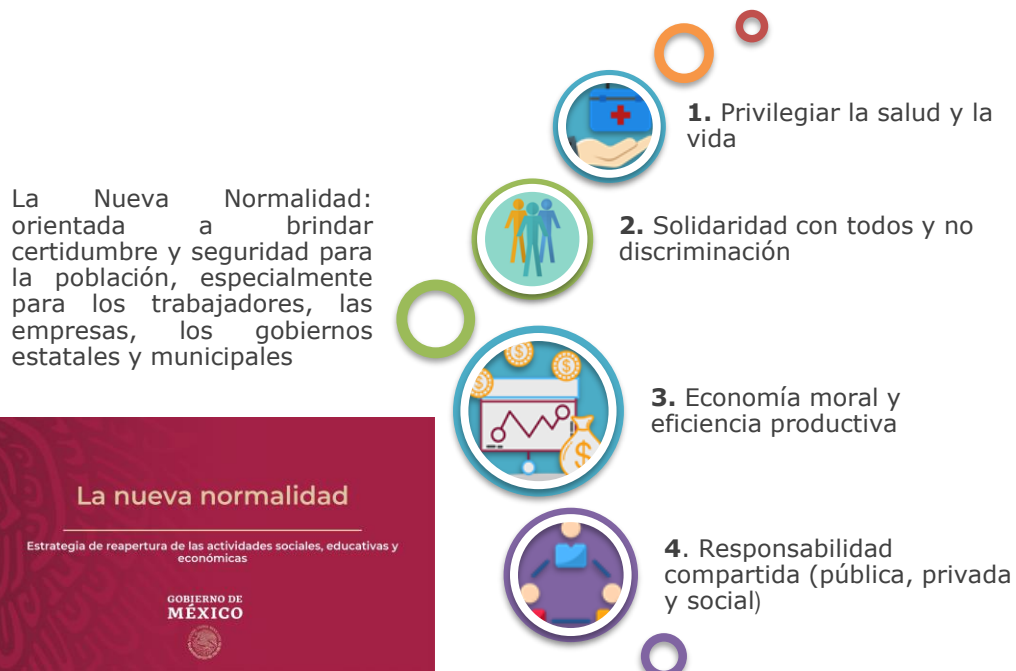 La Nueva Normalidad:
orientada a brindar
certidumbre y seguridad para
la población, especialmente
para los trabajadores, las
empresas, los gobiernos
estatales y municipales
La nueva normalidad
Estrategia de reapertura de las actividades sociales, educativas y
económicas
GOBIERNO DE
MÉXICO
1. Privilegiar la salud y la
vida
2. Solidaridad con todos y no
discriminación
3. Economía moral y
eficiencia productiva
4. Responsabilidad
compartida (pública, privada
y social)